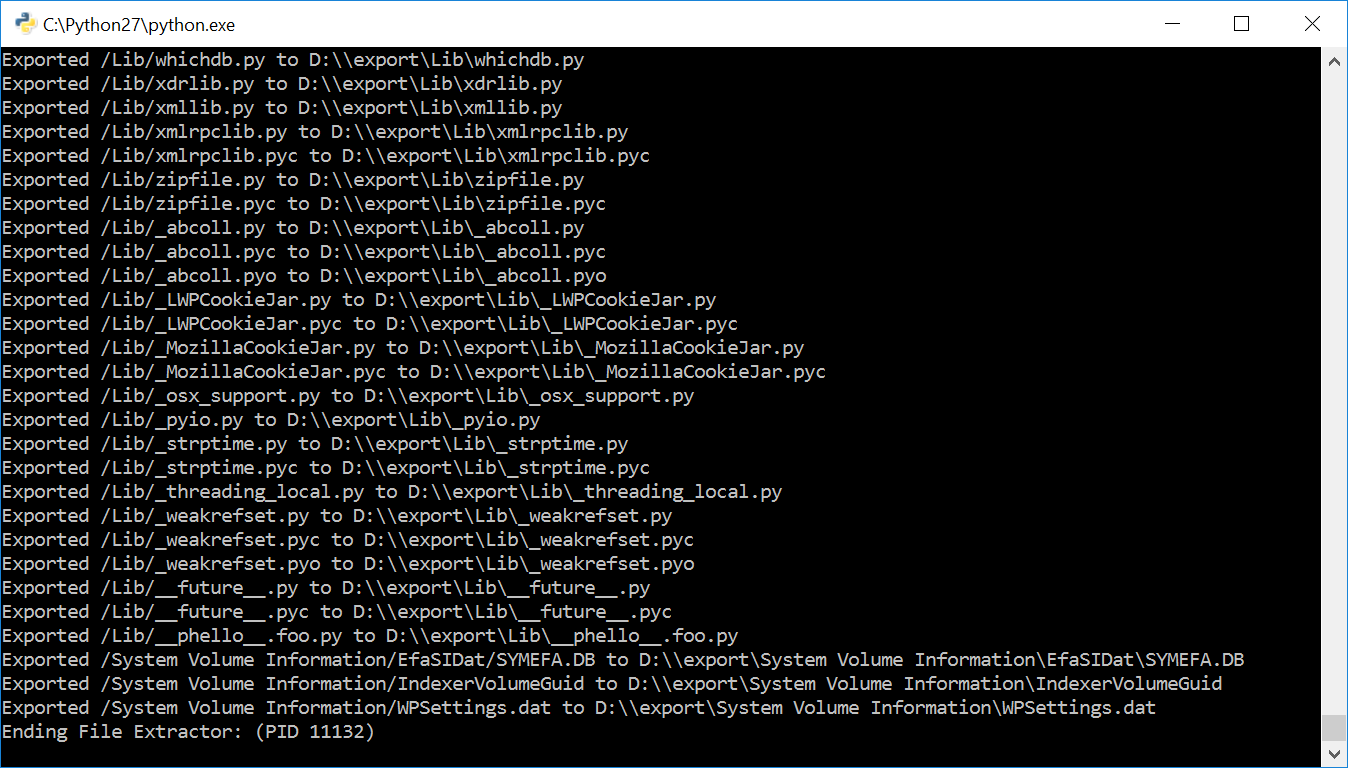 C:\Python27\python.exe
Exported /Lib/whichdb.py to D:\\export\Lib\whichdb.py
Exported /Lib/xdrlib.py to D:\\export\Lib\xdrlib.py
Exported /Lib/xmllib.py to D:\\export\Lib\xmllib.py
Exported /Lib/xmlrpclib.py to D:\\export\Lib\xmlrpclib.py
Exported /Lib/xmlrpclib.pyc to D:\\export\Lib\xmlrpclib.pyc
Exported /Lib/zipfile.py to D:\\export\Lib\zipfile.py
Exported /Lib/zipfile.pyc to D:\\export\Lib\zipfile.pyc
Exported /Lib/_abcoll.py to D:\\export\Lib\_abcoll.py
Exported /Lib/_abcoll.pyc to D:\\export\Lib\_abcoll.pyc
Exported /Lib/_abcoll.pyo to D:\\export\Lib\_abcoll.pyo
Exported /Lib/_LWPCookieJar.py to D:\\export\Lib\_LWPCookieJar.py
Exported /Lib/_LWPCookieJar.pyc to D:\\export\Lib\_LWPCookieJar.pyc
Exported /Lib/_MozillaCookieJar.py to D:\\export\Lib\_MozillaCookieJar.py
Exported /Lib/_MozillaCookieJar.pyc to D:\\export\Lib\_MozillaCookieJar.pyc
Exported /Lib/_osx_support.py to D:\\export\Lib\_osx_support.py
Exported /Lib/_pyio.py to D:\\export\Lib\_pyio.py
Exported /Lib/_strptime.py to D:\\export\Lib\_strptime.py
Exported /Lib/_strptime.pyc to D:\\export\Lib\_strptime.pyc
Exported /Lib/_threading_local.py to D:\\export\Lib\_threading_local.py
Exported /Lib/_weakrefset.py to D:\\export\Lib\_weakrefset.py
Exported /Lib/_weakrefset.pyc to D:\\export\Lib\_weakrefset.pyc
Exported /Lib/_weakrefset.pyo to D:\\export\Lib\_weakrefset.pyo
Exported /Lib/__future__.py to D:\\export\Lib\__future__.py
Exported /Lib/__future__.pyc to D:\\export\Lib\__future__.pyc
Exported /Lib/__phello__.foo.py to D:\\export\Lib\__phello__.foo.py
Exported /System Volume Information/EfaSIDat/SYMEFA.DB to D:\\export\System Volume Information\EfaSIDat\SYMEFA.DB
Exported /System Volume Information/IndexerVolumeGuid to D:\\export\System Volume Information\IndexerVolumeGuid
Exported /System Volume Information/WPSettings.dat to D:\\export\System Volume Information\WPSettings.dat
Ending File Extractor: (PID 11132)